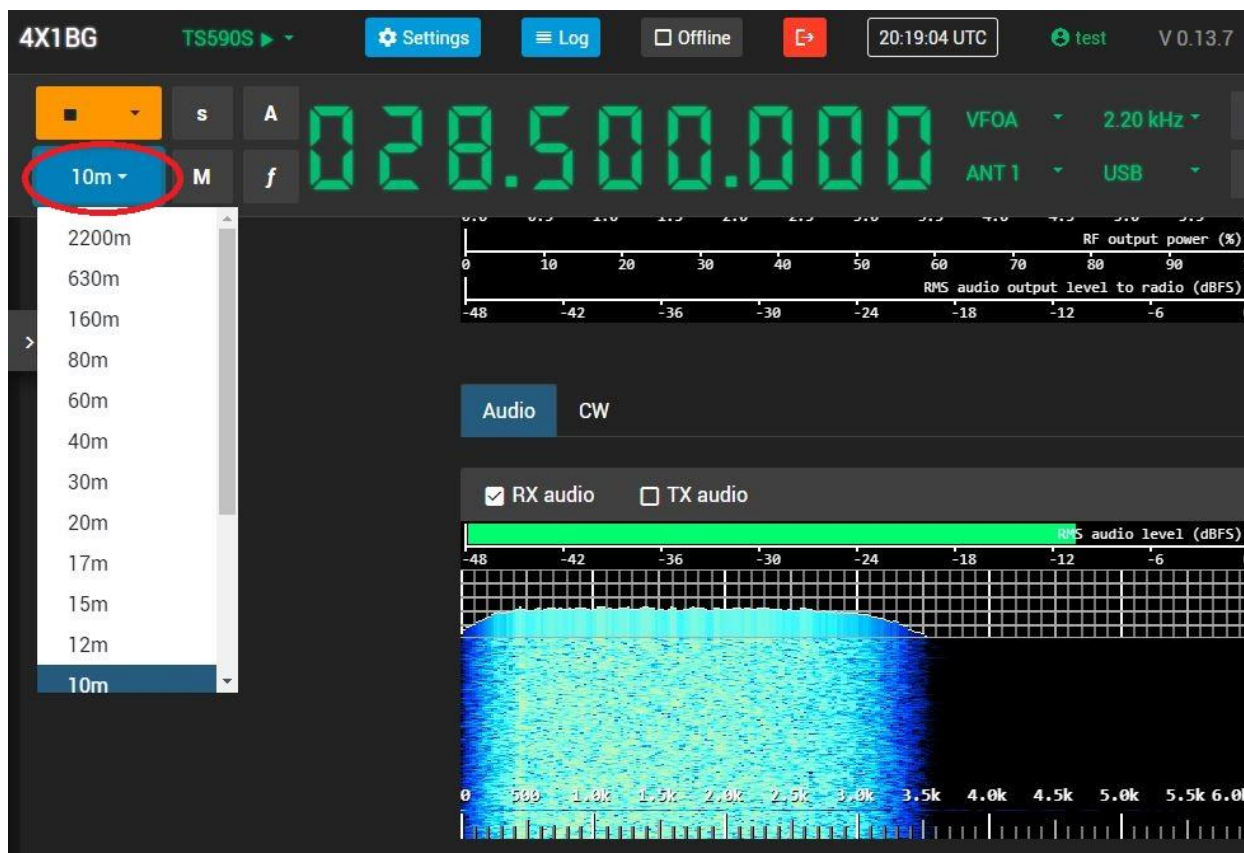 4X1BG TS590S Settings Log Offline 20:19:04 UTC test V 0.13.7
s A 028.500.000 VFOA 2.20 kHz
10m M f ANT 1 USB
2200m
630m
160m
80m
60m
40m
30m
20m
17m
15m
12m
10m
RF output power (%)
0 10 20 30 40 50 60 70 80 90
RMS audio output level to radio (dBFS)
-48 -42 -36 -30 -24 -18 -12 -6
Audio CW
RX audio TX audio
RMS audio level (dBFS)
-48 -42 -36 -30 -24 -18 -12 -6
0 500 1.0k 1.5k 2.0k 2.5k 3.0k 3.5k 4.0k 4.5k 5.0k 5.5k